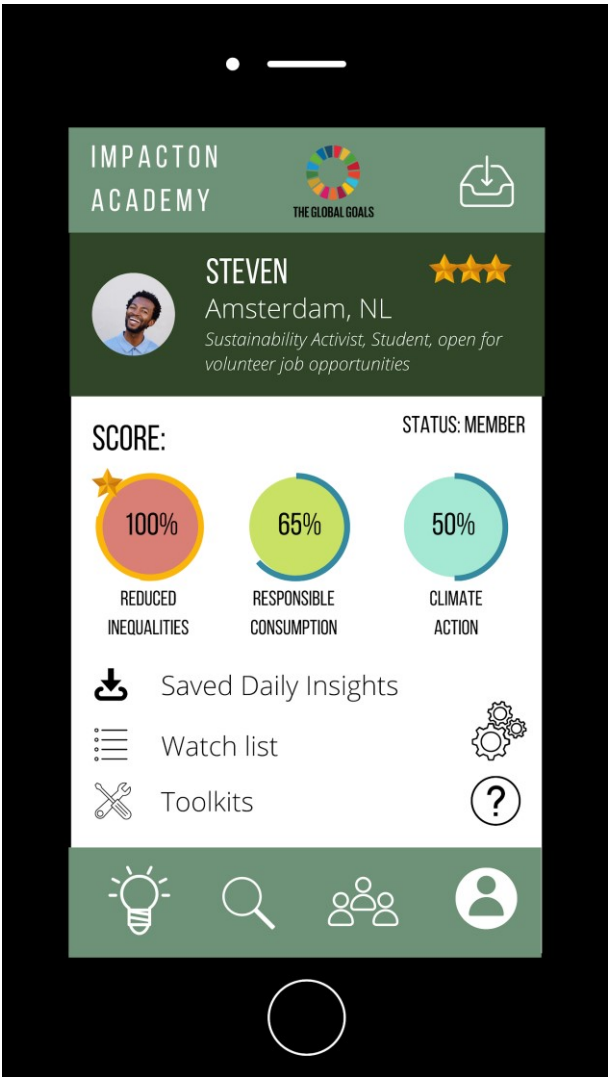 IMPACTON
ACADEMY
THE GLOBAL GOALS
STEVEN
Amsterdam, NL
Sustainability Activist, Student, open for
volunteer job opportunities
STATUS: MEMBER
SCORE:
100%
65%
50%
REDUCED
INEQUALITIES
RESPONSIBLE
CONSUMPTION
CLIMATE
ACTION
Saved Daily Insights
Watch list
Toolkits
?